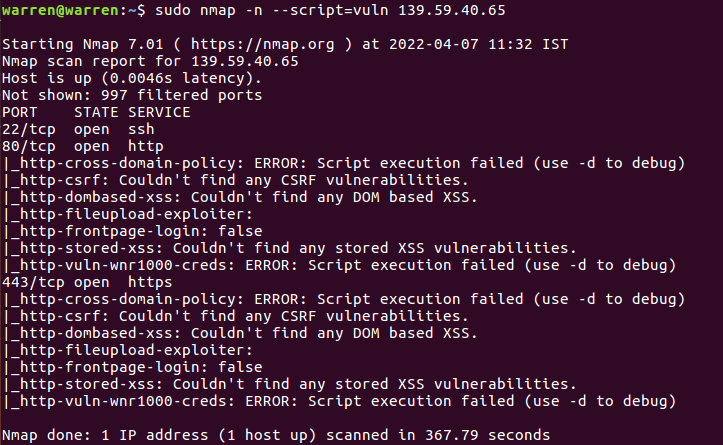 warren@warren:~$ sudo nmap -n --script=vuln 139.59.40.65
Starting Nmap 7.01 ( https://nmap.org ) at 2022-04-07 11:32 IST
Nmap scan report for 139.59.40.65
Host is up (0.0046s latency).
Not shown: 997 filtered ports
PORT    STATE SERVICE
22/tcp  open  ssh
80/tcp  open  http
|_http-cross-domain-policy: ERROR: Script execution failed (use -d to debug)
|_http-csrf: Couldn't find any CSRF vulnerabilities.
|_http-dombased-xss: Couldn't find any DOM based XSS.
|_http-fileupload-exploiter:
|_http-frontpage-login: false
|_http-stored-xss: Couldn't find any stored XSS vulnerabilities.
|_http-vuln-wnr1000-creds: ERROR: Script execution failed (use -d to debug)
443/tcp open  https
|_http-cross-domain-policy: ERROR: Script execution failed (use -d to debug)
|_http-csrf: Couldn't find any CSRF vulnerabilities.
|_http-dombased-xss: Couldn't find any DOM based XSS.
|_http-fileupload-exploiter:
|_http-frontpage-login: false
|_http-stored-xss: Couldn't find any stored XSS vulnerabilities.
|_http-vuln-wnr1000-creds: ERROR: Script execution failed (use -d to debug)
Nmap done: 1 IP address (1 host up) scanned in 367.79 seconds